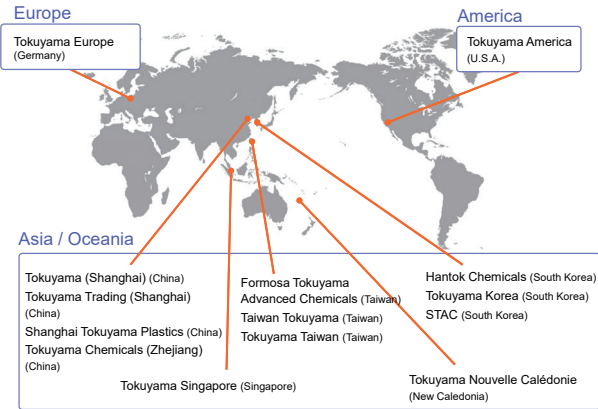 Europe
Tokuyama Europe
(Germany)
America
Tokuyama America
(U.S.A.)
Asia / Oceania
Tokuyama (Shanghai) (China)
Tokuyama Trading (Shanghai)
(China)
Shanghai Tokuyama Plastics (China)
Tokuyama Chemicals (Zhejiang)
(China)
Formosa Tokuyama
Advanced Chemicals (Taiwan)
Taiwan Tokuyama (Taiwan)
Tokuyama Taiwan (Taiwan)
Hantok Chemicals (South Korea)
Tokuyama Korea (South Korea)
STAC (South Korea)
Tokuyama Singapore (Singapore)
Tokuyama Nouvelle Calédonie
(New Caledonia)